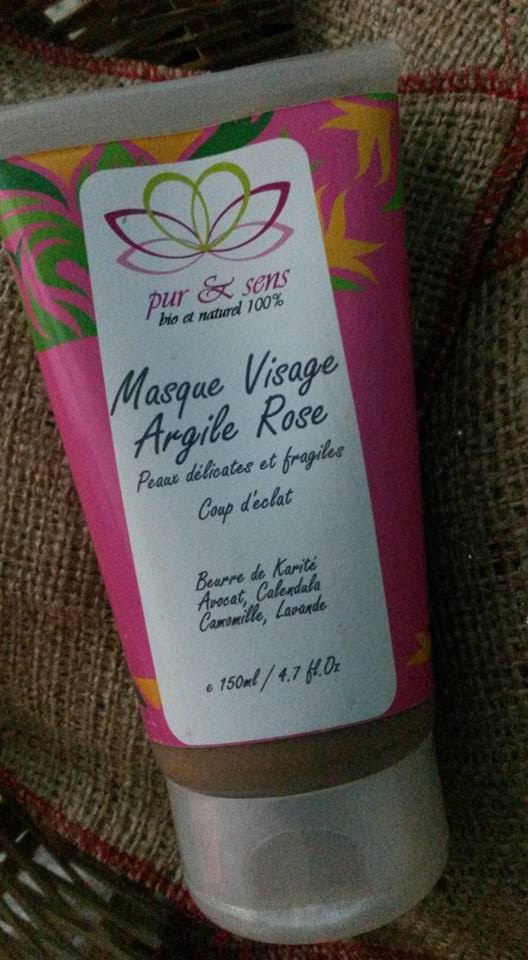 pur & sens
bio et naturel 100%
Masque Visage
Argile Rose
Peaux délicates et fragiles
Coup d'eclat
Beurre de Karité
Avocat, Calendula
Camomille, Lavande
e 150ml / 4.7 fl.Oz